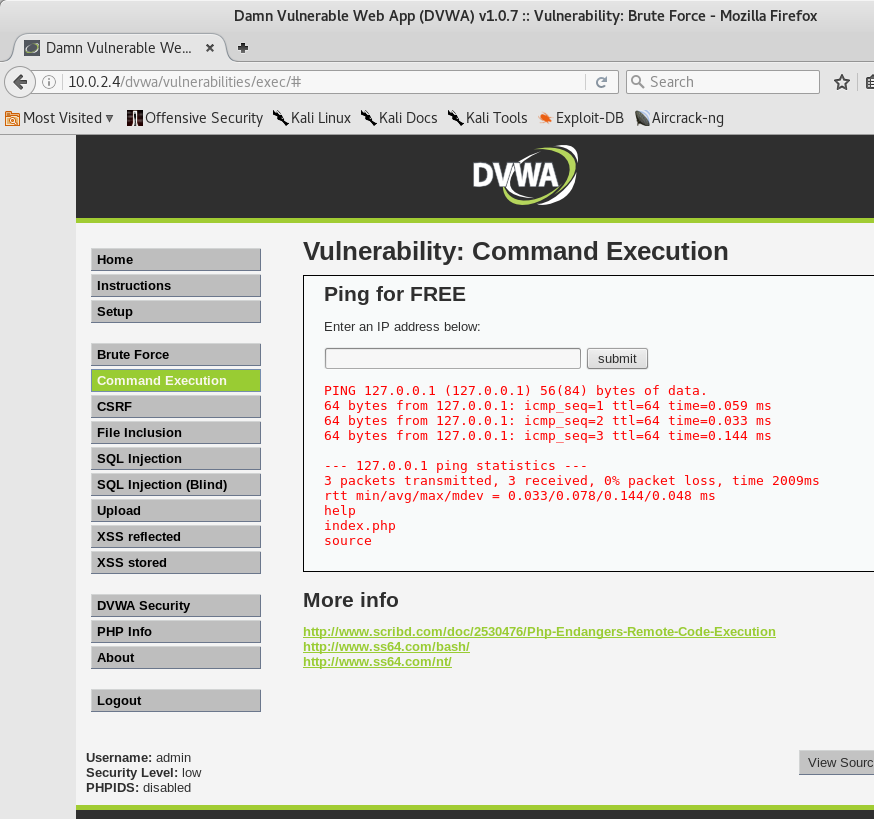 Damn Vulnerable Web App (DVWA) v1.0.7 :: Vulnerability: Brute Force - Mozilla Firefox
Damn Vulnerable We...
10.0.2.4/dvwa/vulnerabilities/exec/#
Search
Most Visited
Offensive Security
Kali Linux
Kali Docs
Kali Tools
Exploit-DB
Aircrack-ng
DVWA
Home
Instructions
Setup
Brute Force
Command Execution
CSRF
File Inclusion
SQL Injection
SQL Injection (Blind)
Upload
XSS reflected
XSS stored
DVWA Security
PHP Info
About
Logout
Vulnerability: Command Execution
Ping for FREE
Enter an IP address below:
submit
PING 127.0.0.1 (127.0.0.1) 56(84) bytes of data.
64 bytes from 127.0.0.1: icmp_seq=1 ttl=64 time=0.059 ms
64 bytes from 127.0.0.1: icmp_seq=2 ttl=64 time=0.033 ms
64 bytes from 127.0.0.1: icmp_seq=3 ttl=64 time=0.144 ms
--- 127.0.0.1 ping statistics ---
3 packets transmitted, 3 received, 0% packet loss, time 2009ms
rtt min/avg/max/mdev = 0.033/0.078/0.144/0.048 ms
help
index.php
source
More info
http://www.scribd.com/doc/2530476/Php-Endangers-Remote-Code-Execution
http://www.ss64.com/bash/
http://www.ss64.com/nt/
Username: admin
Security Level: low
PHPIDS: disabled
View Sourc